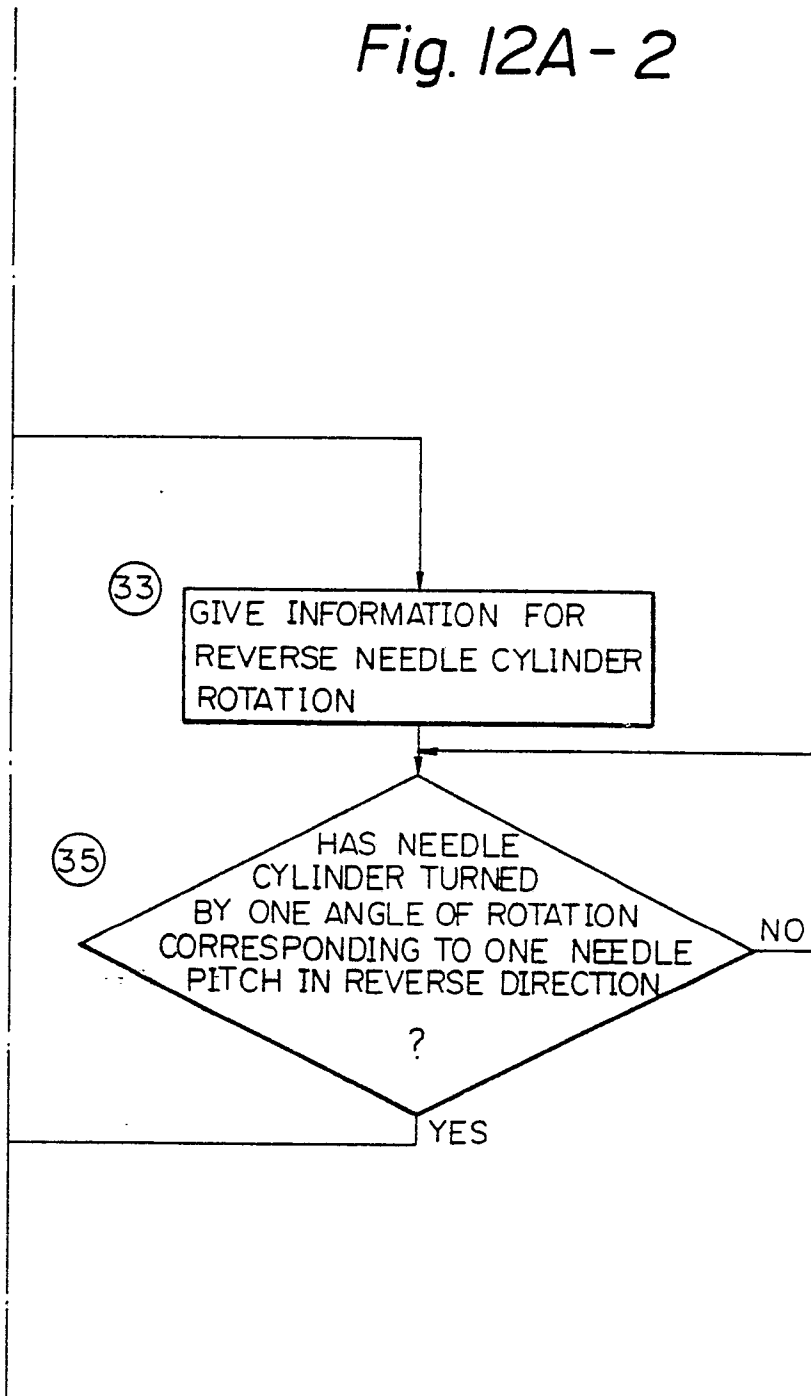 Fig. 12A-2
33
GIVE INFORMATION FOR
REVERSE NEEDLE CYLINDER
ROTATION
35
HAS NEEDLE
CYLINDER TURNED
BY ONE ANGLE OF ROTATION
CORRESPONDING TO ONE NEEDLE
PITCH IN REVERSE DIRECTION
?
NO
YES